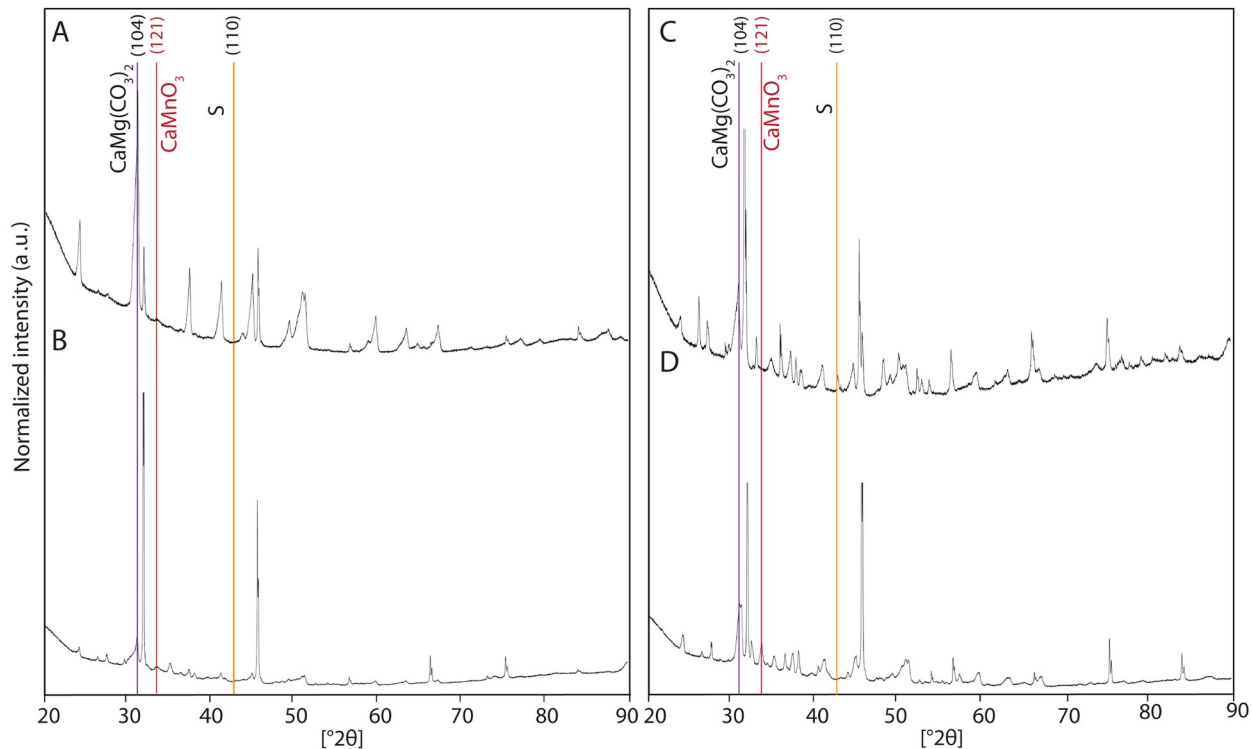 A
(104)
(121)
(110)
CaMg(CO₃)₂
CaMnO₃
S
B
C
(104)
(121)
(110)
CaMg(CO₃)₂
CaMnO₃
S
D
Normalized intensity (a.u.)
20 30 40 50 60 70 80 90
[°2θ]
20 30 40 50 60 70 80 90
[°2θ]